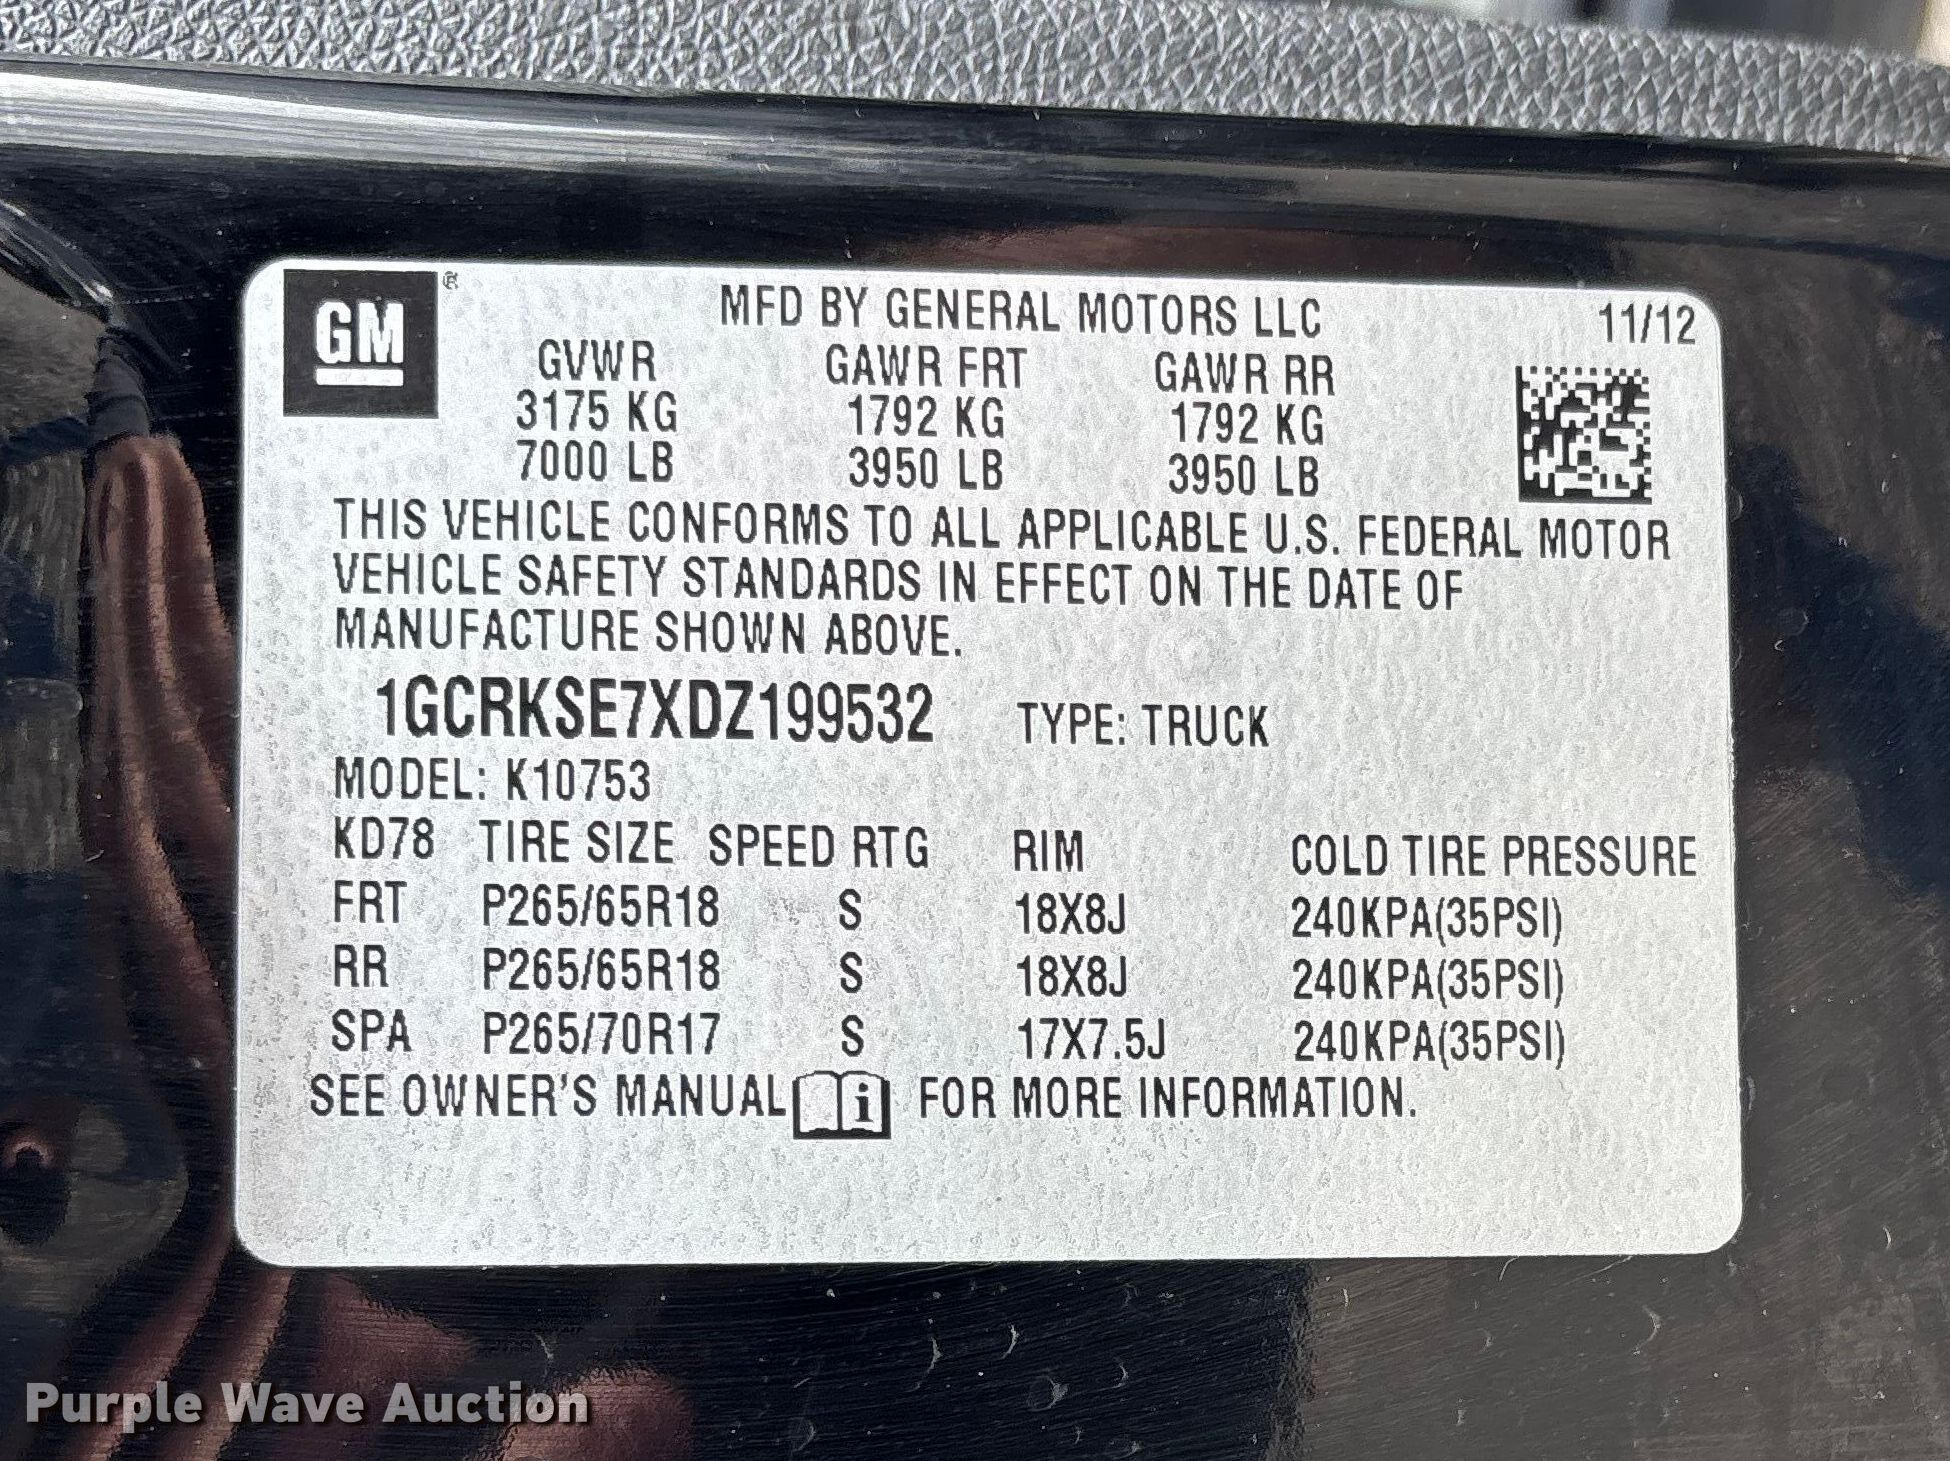 GM ®
MFD BY GENERAL MOTORS LLC 11/12
GVWR GAWR FRT GAWR RR
3175 KG 1792 KG 1792 KG
7000 LB 3950 LB 3950 LB
THIS VEHICLE CONFORMS TO ALL APPLICABLE U.S. FEDERAL MOTOR
VEHICLE SAFETY STANDARDS IN EFFECT ON THE DATE OF
MANUFACTURE SHOWN ABOVE.
1GCRKSE7XDZ199532 TYPE: TRUCK
MODEL: K10753
KD78 TIRE SIZE SPEED RTG RIM COLD TIRE PRESSURE
FRT P265/65R18 S 18X8J 240KPA(35PSI)
RR P265/65R18 S 18X8J 240KPA(35PSI)
SPA P265/70R17 S 17X7.5J 240KPA(35PSI)
SEE OWNER'S MANUAL i FOR MORE INFORMATION.
Purple Wave Auction